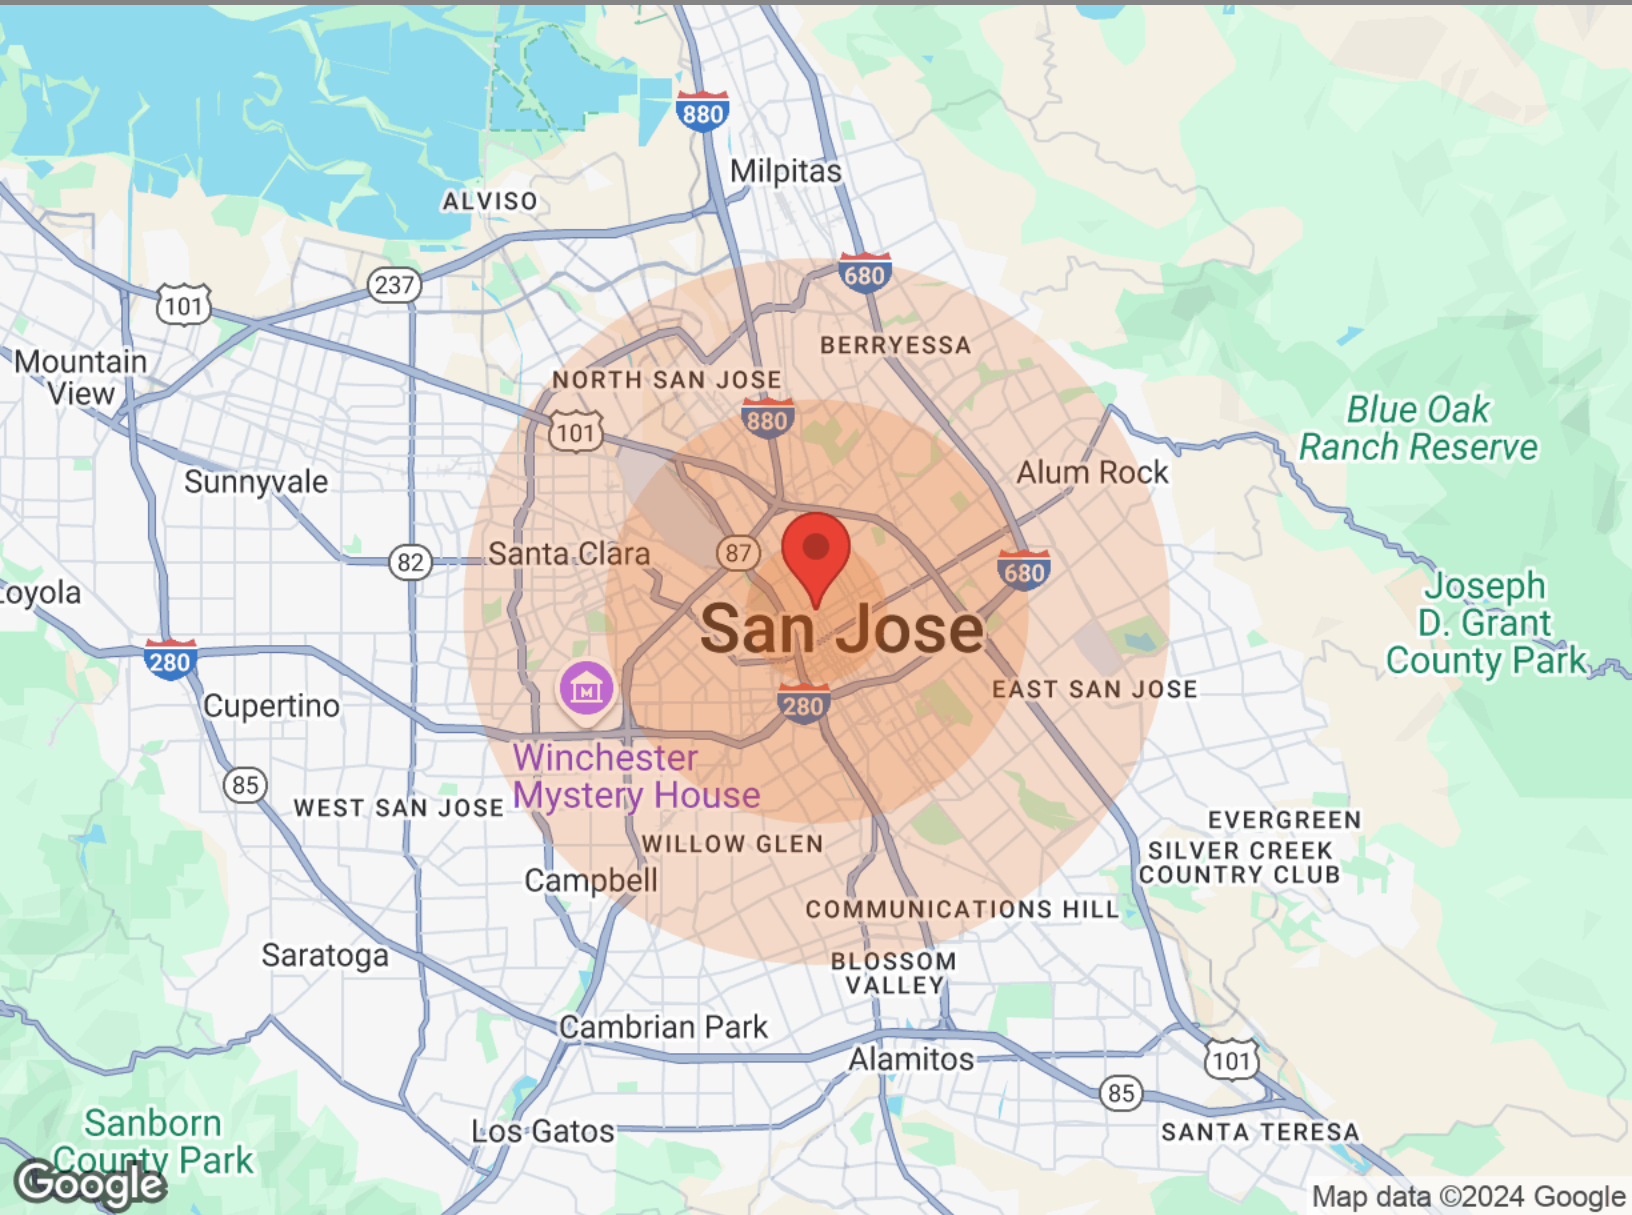 880
Milpitas
ALVISO
680
237
101
BERRYESSA
Mountain
View
NORTH SAN JOSE
880
101
Blue Oak
Ranch Reserve
Alum Rock
Sunnyvale
Santa Clara
87
82
680
Loyola
Joseph
D. Grant
County Park
San Jose
280
Cupertino
M
280
EAST SAN JOSE
Winchester
Mystery House
85
WEST SAN JOSE
EVERGREEN
WILLOW GLEN
SILVER CREEK
COUNTRY CLUB
Campbell
COMMUNICATIONS HILL
Saratoga
BLOSSOM
VALLEY
Cambrian Park
Alamitos
101
85
Sanborn
County Park
Los Gatos
SANTA TERESA
Google
Map data ©2024 Google